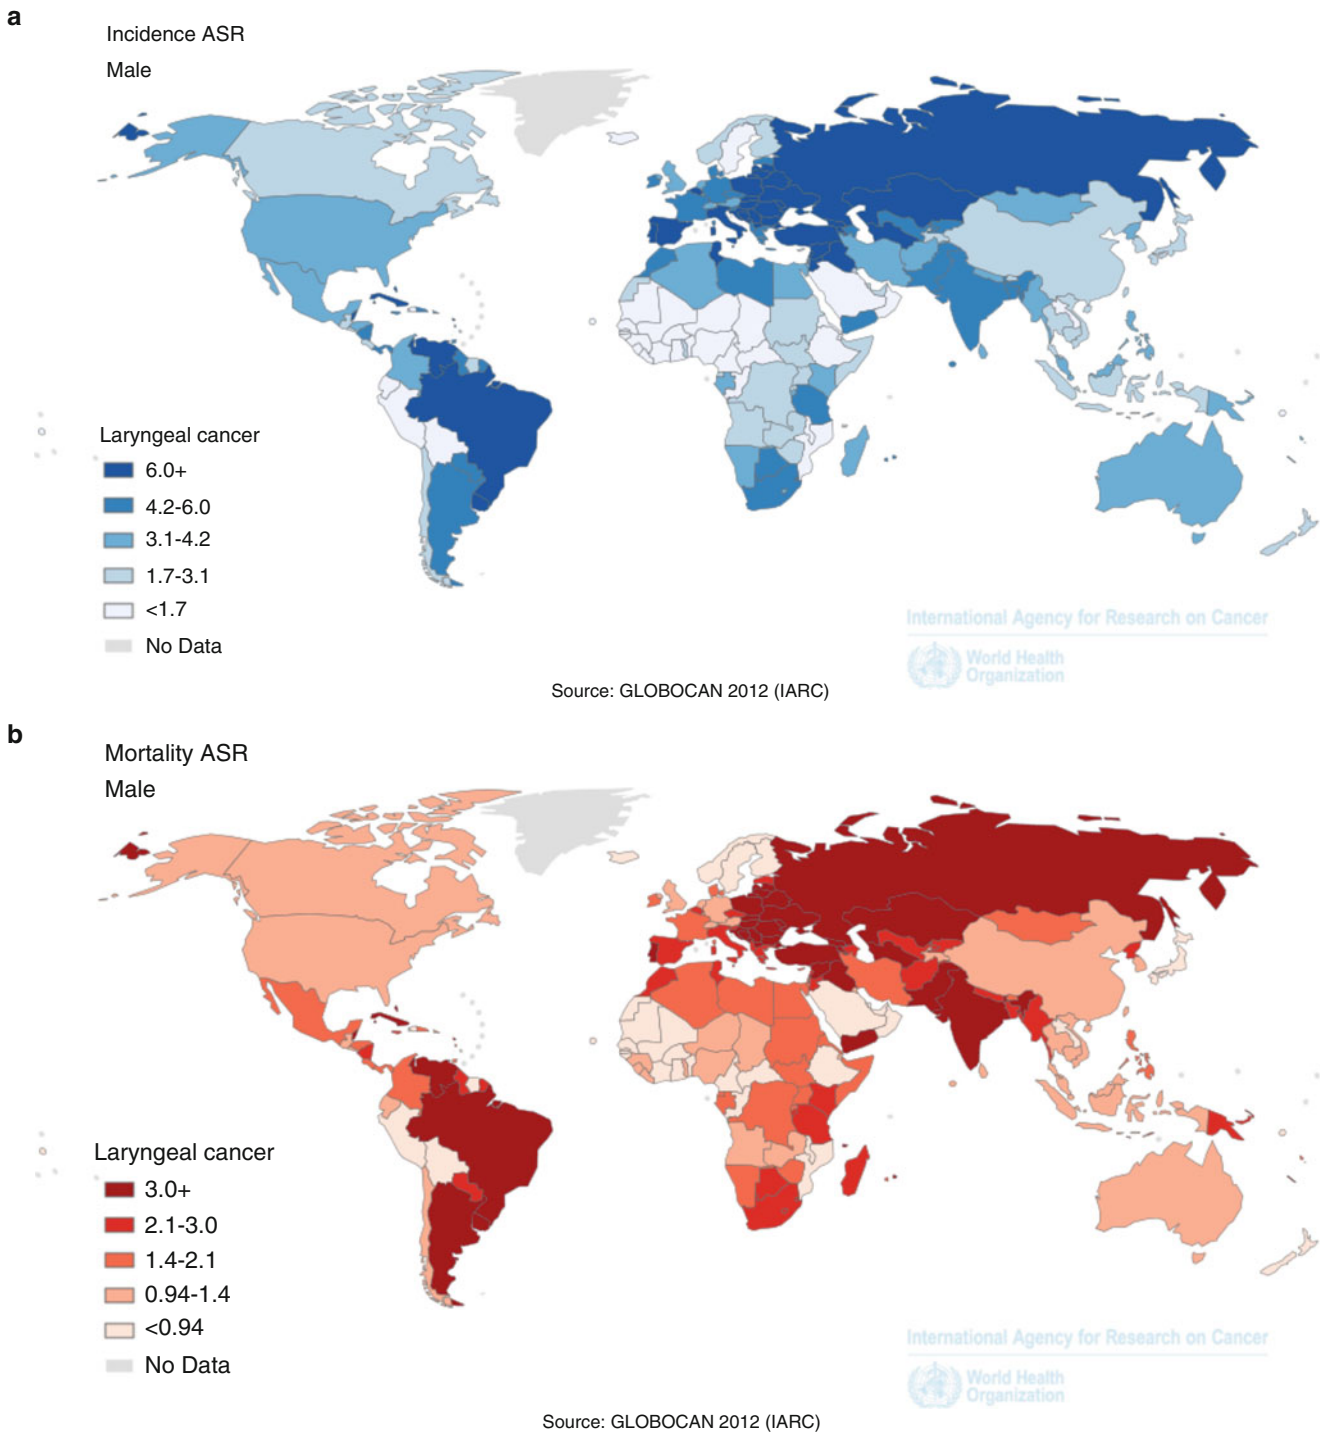 a
Incidence ASR
Male
Laryngeal cancer
6.0+
4.2-6.0
3.1-4.2
1.7-3.1
<1.7
No Data
International Agency for Research on Cancer
World Health
Organization
Source: GLOBOCAN 2012 (IARC)
b
Mortality ASR
Male
Laryngeal cancer
3.0+
2.1-3.0
1.4-2.1
0.94-1.4
<0.94
No Data
International Agency for Research on Cancer
World Health
Organization
Source: GLOBOCAN 2012 (IARC)